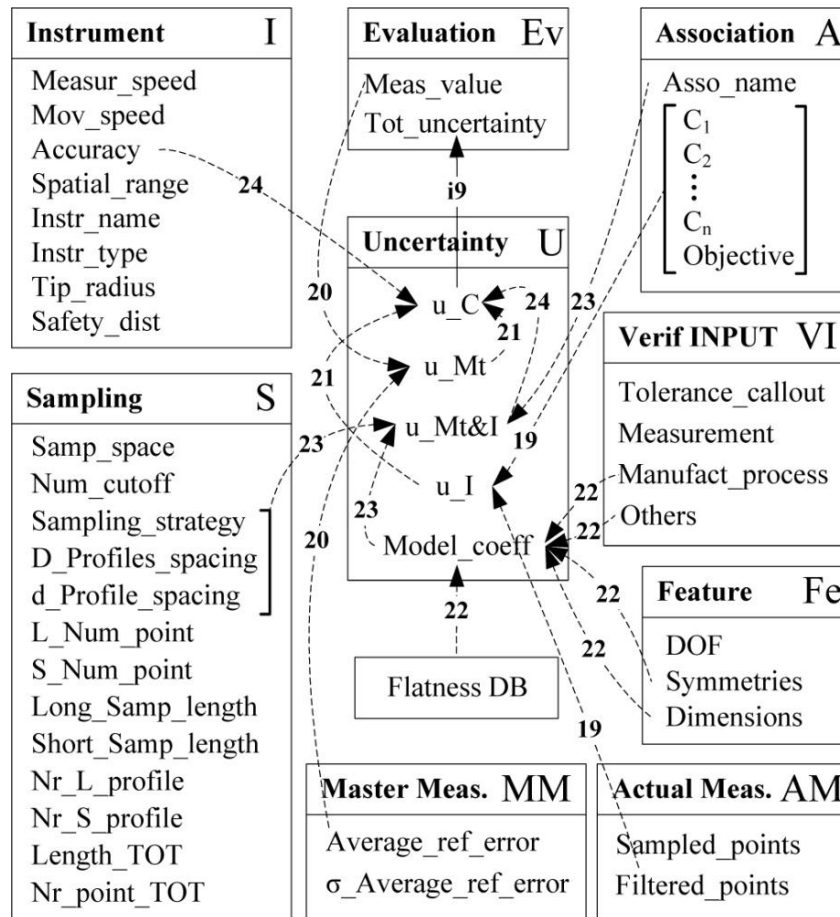 Instrument I
Measur_speed
Mov_speed
Accuracy
Spatial_range
Instr_name
Instr_type
Tip_radius
Safety_dist
Evaluation Ev
Meas_value
Tot_uncertainty
Association A
Asso_name
C1
C2
⋮
Cn
Objective
24
i9
20
23
Uncertainty U
u_C
u_Mt
u_Mt&I
u_I
Model_coeff
24
21
21
23
19
23
Verif INPUT VI
Tolerance_callout
Measurement
Manufact_process
Others
22
22
Sampling S
Samp_space
Num_cutoff
Sampling_strategy
D_Profiles_spacing
d_Profile_spacing
L_Num_point
S_Num_point
Long_Samp_length
Short_Samp_length
Nr_L_profile
Nr_S_profile
Length_TOT
Nr_point_TOT
20
22
22
22
19
Flatness DB
Feature Fe
DOF
Symmetries
Dimensions
Master Meas. MM
Average_ref_error
σ_Average_ref_error
Actual Meas. AM
Sampled_points
Filtered_points